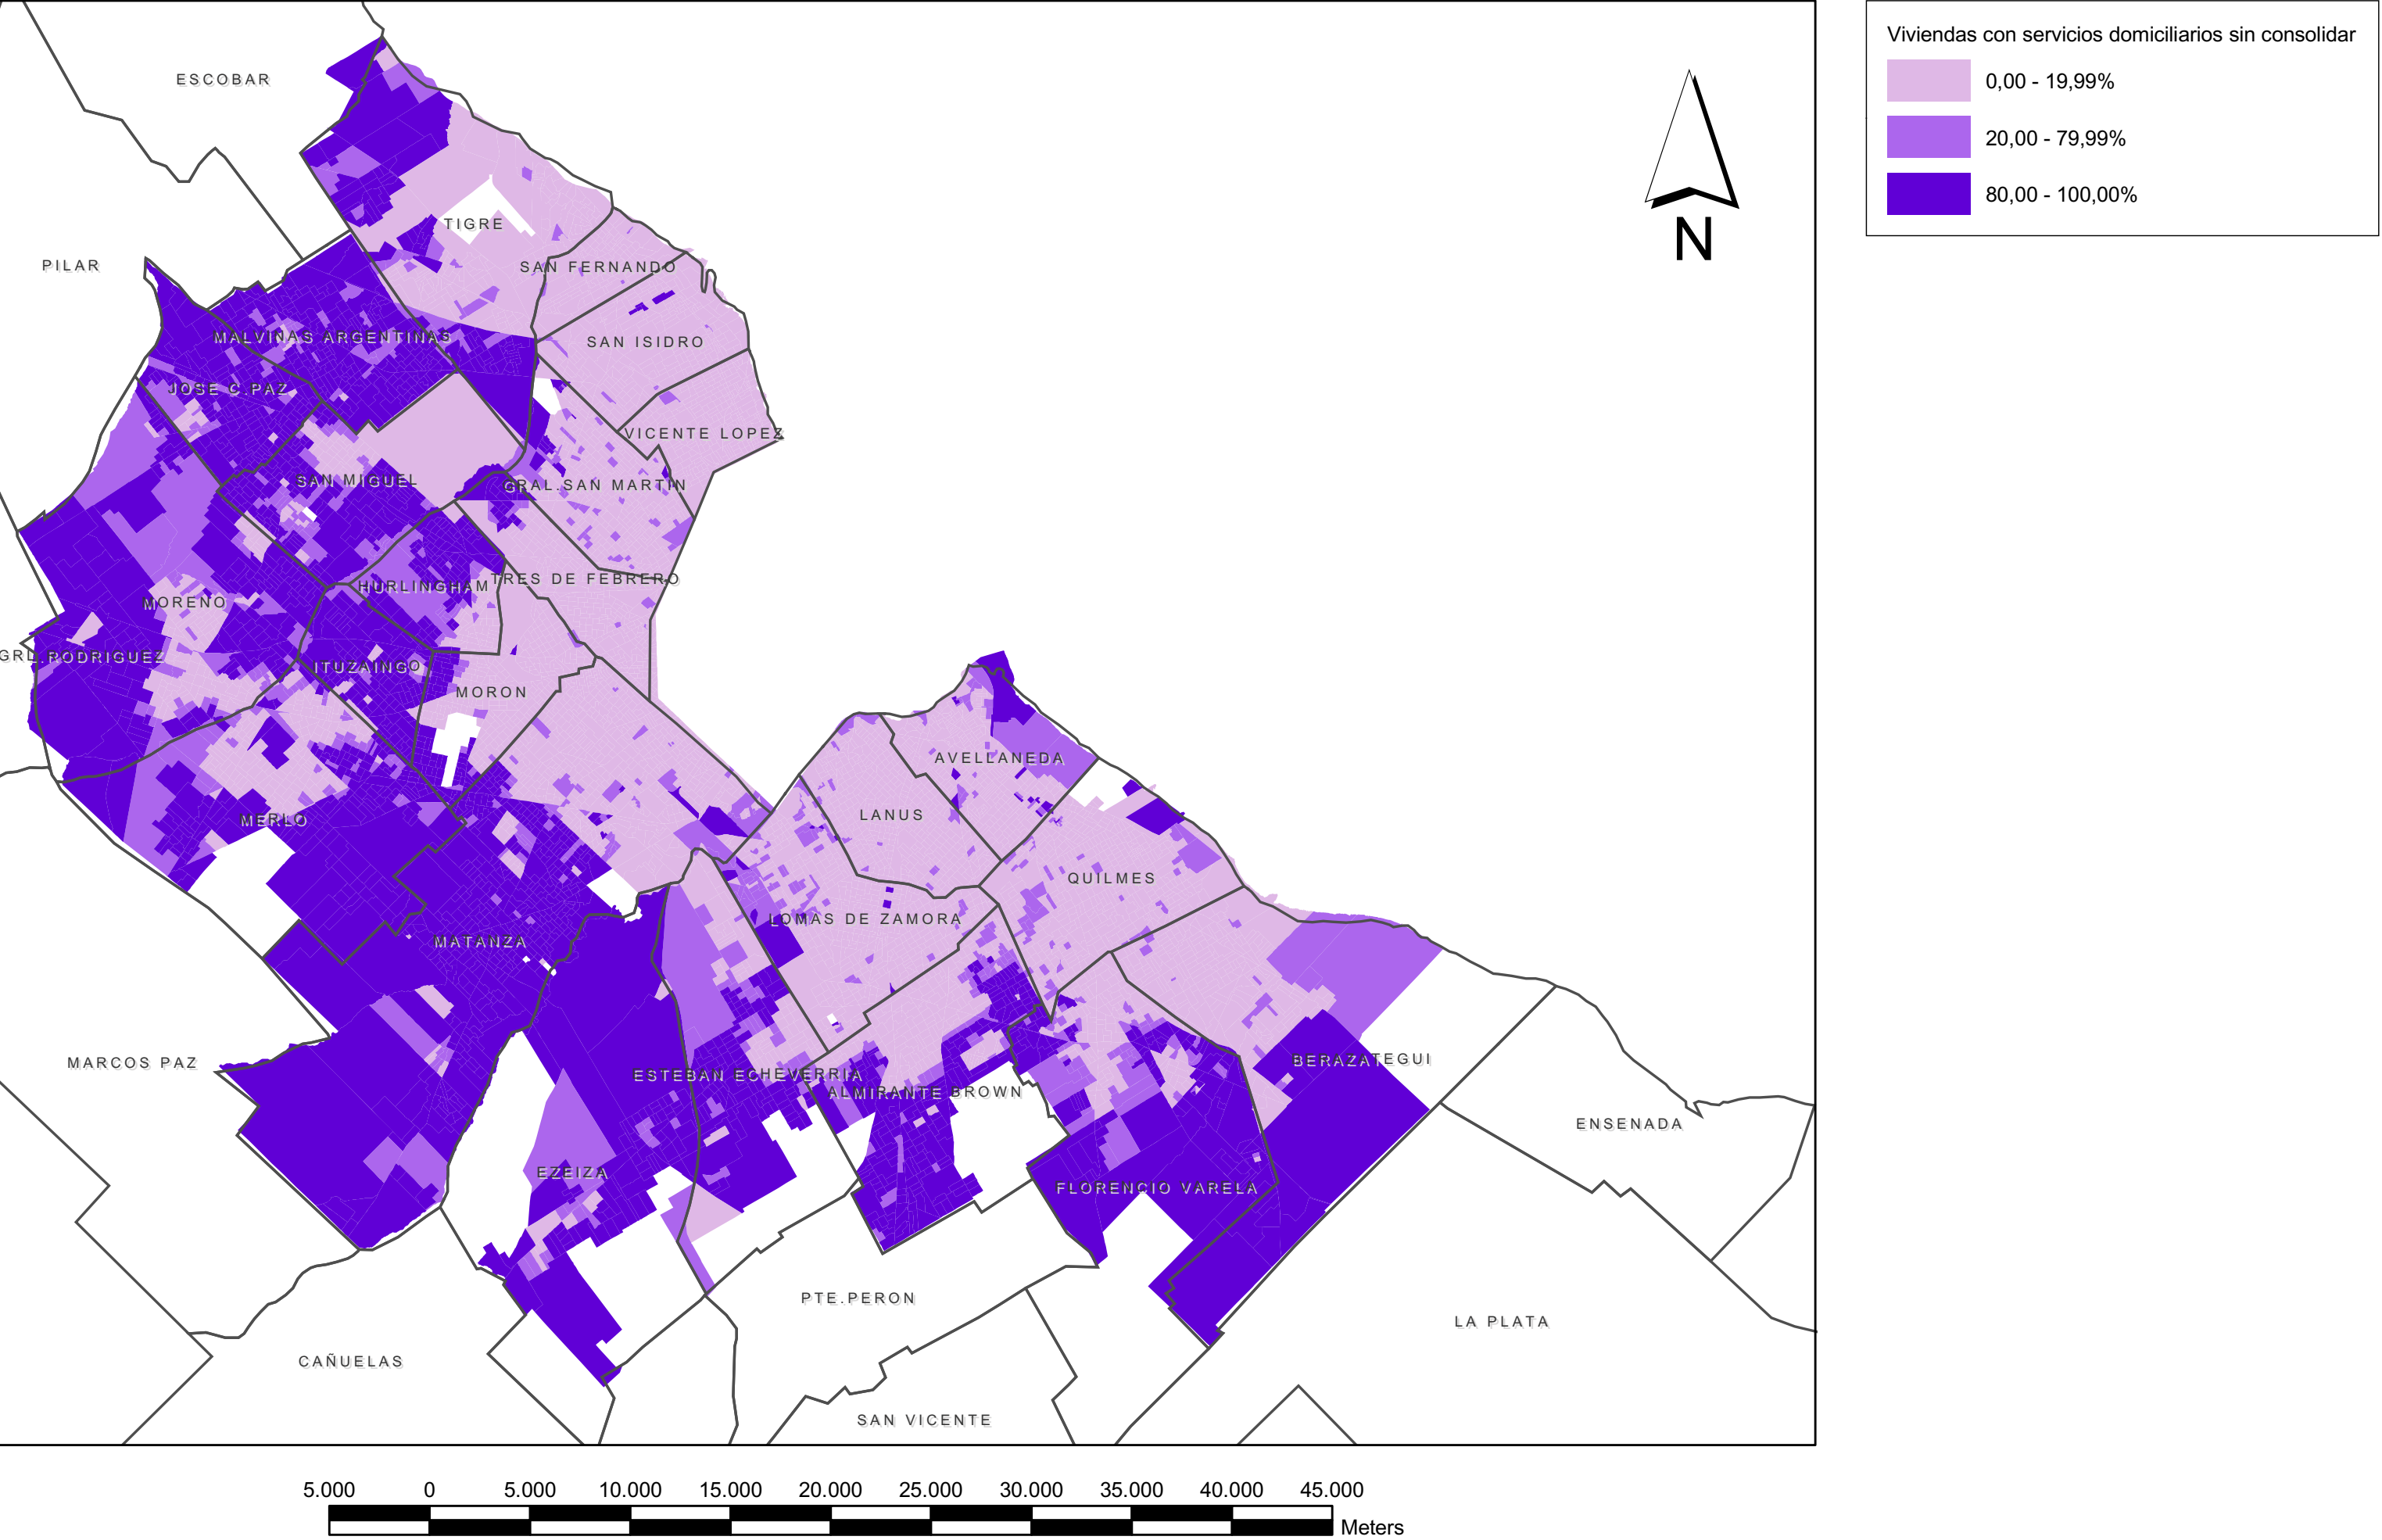 Viviendas con servicios domiciliarios sin consolidar
0,00 - 19,99%
20,00 - 79,99%
80,00 - 100,00%
N
ESCOBAR
TIGRE
PILAR
SAN FERNANDO
MALVINAS ARGENTINAS
SAN ISIDRO
JOSE C.PAZ
VICENTE LOPEZ
SAN MIGUEL
GRAL.SAN MARTIN
HURLINGHAM
TRES DE FEBRERO
MORENO
GRL.RODRIGUEZ
ITUZAINGO
MORON
AVELLANEDA
LANUS
MERLO
QUILMES
LOMAS DE ZAMORA
MATANZA
MARCOS PAZ
BERAZATEGUI
ESTEBAN ECHEVERRIA
ALMIRANTE BROWN
ENSENADA
EZEIZA
FLORENCIO VARELA
PTE.PERON
LA PLATA
CAÑUELAS
SAN VICENTE
5.000 0 5.000 10.000 15.000 20.000 25.000 30.000 35.000 40.000 45.000
Meters